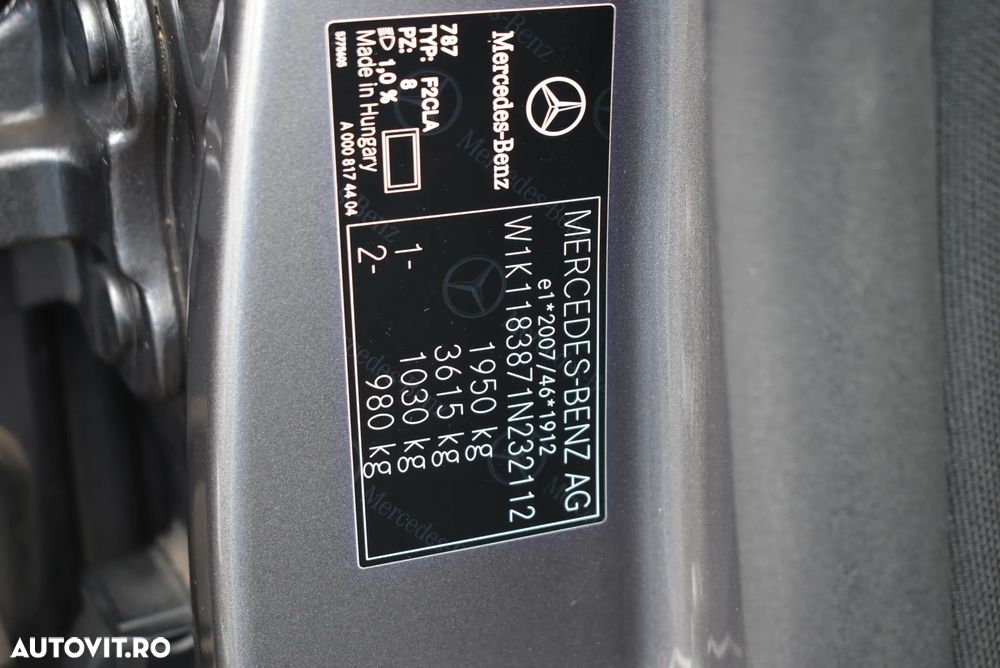 Mercedes-Benz
787
TYP: F2CLA
PZ: 8
1,0 %
Made in Hungary
5776605
A 000 817 44 04
MERCEDES-BENZ AG
e1*2007/46*1912
W1K1183871N232112
1950 kg
3615 kg
1- 1030 kg
2- 980 kg
AUTOVIT.RO